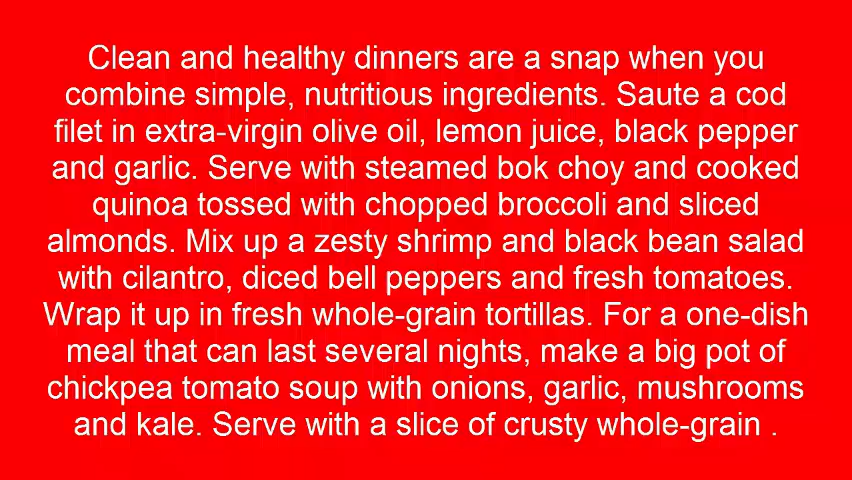 Clean and healthy dinners are a snap when you
combine simple, nutritious ingredients. Saute a cod
filet in extra-virgin olive oil, lemon juice, black pepper
and garlic. Serve with steamed bok choy and cooked
quinoa tossed with chopped broccoli and sliced
almonds. Mix up a zesty shrimp and black bean salad
with cilantro, diced bell peppers and fresh tomatoes.
Wrap it up in fresh whole-grain tortillas. For a one-dish
meal that can last several nights, make a big pot of
chickpea tomato soup with onions, garlic, mushrooms
and kale. Serve with a slice of crusty whole-grain .